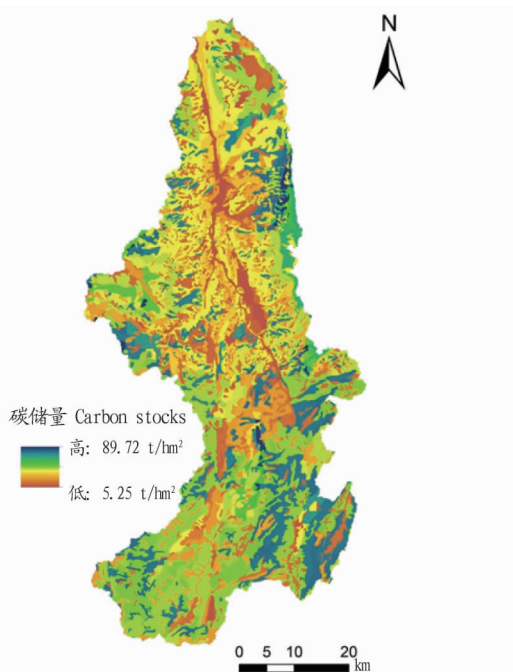 N
碳储量 Carbon stocks
高: 89.72 t/hm²
低: 5.25 t/hm²
0 5 10 20
km